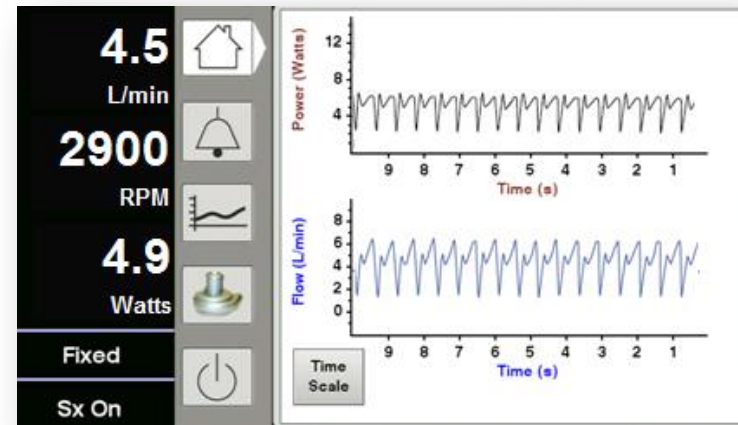 4.5
L/min
2900
RPM
4.9
Watts
Fixed
Sx On
Power (Watts)
12
8
4
9 8 7 6 5 4 3 2 1
Time (s)
Flow (L/min)
8
6
4
2
0
9 8 7 6 5 4 3 2 1
Time (s)
Time
Scale